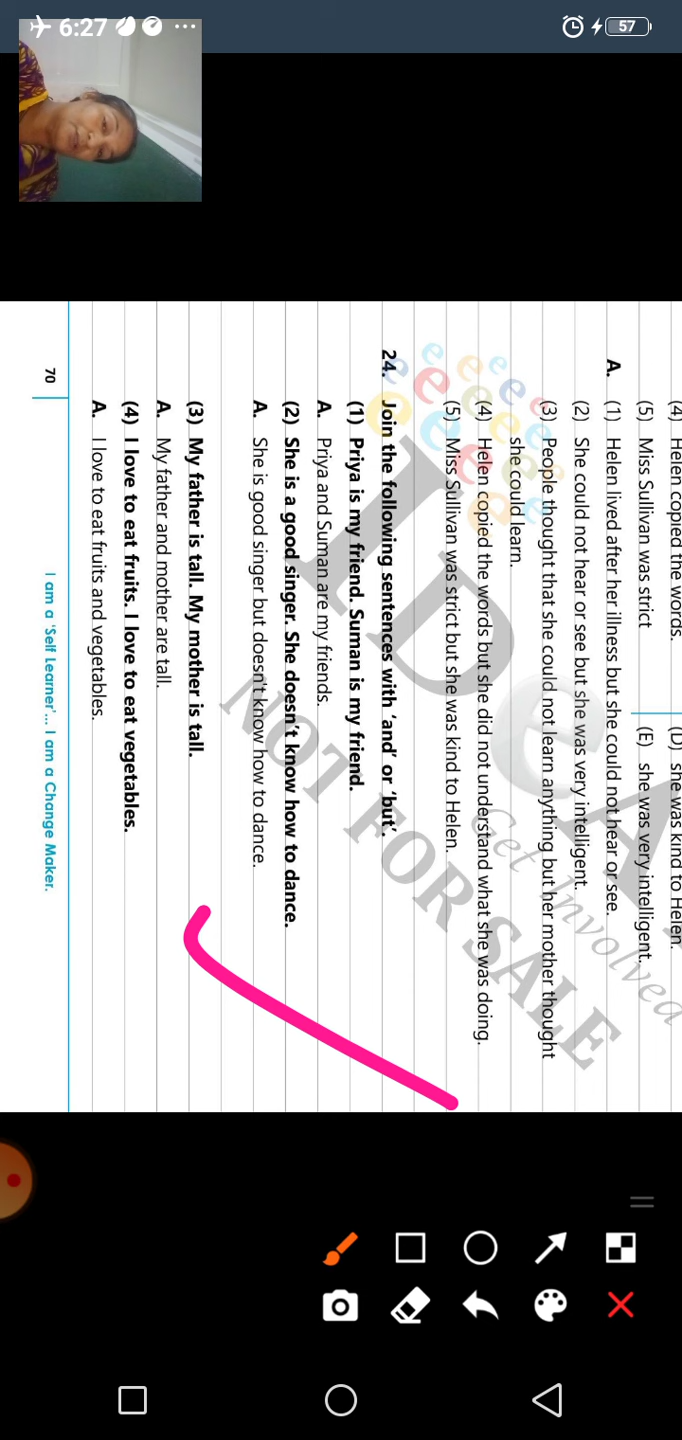 6:27
57
(4) Helen copied the words. (D) she was kind to Helen.
(5) Miss Sullivan was strict (E) she was very intelligent.
A. (1) Helen lived after her illness but she could not hear or see.
(2) She could not hear or see but she was very intelligent.
(3) People thought that she could not learn anything but her mother thought
she could learn.
(4) Helen copied the words but she did not understand what she was doing.
(5) Miss Sullivan was strict but she was kind to Helen.
24. Join the following sentences with ‘and’ or ‘but’.
(1) Priya is my friend. Suman is my friend.
A. Priya and Suman are my friends.
(2) She is a good singer. She doesn’t know how to dance.
A. She is good singer but doesn't know how to dance.
(3) My father is tall. My mother is tall.
A. My father and mother are tall.
(4) I love to eat fruits. I love to eat vegetables.
A. I love to eat fruits and vegetables.
70 I am a ‘Self Learner’... I am a Change Maker.
IDeA
Get Involved
NOT FOR SALE